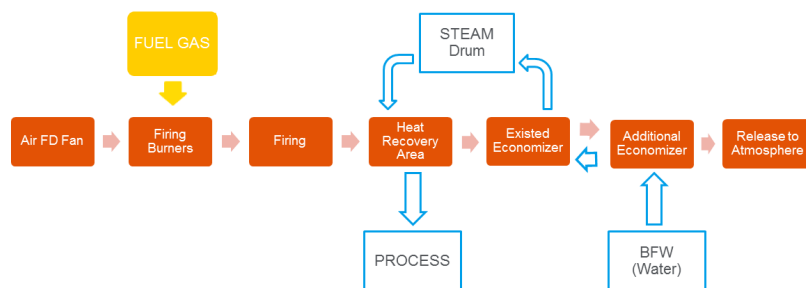 FUEL GAS
STEAM
Drum
Air FD Fan
Firing
Burners
Firing
Heat
Recovery
Area
Existed
Economizer
Additional
Economizer
Release to
Atmosphere
PROCESS
BFW
(Water)